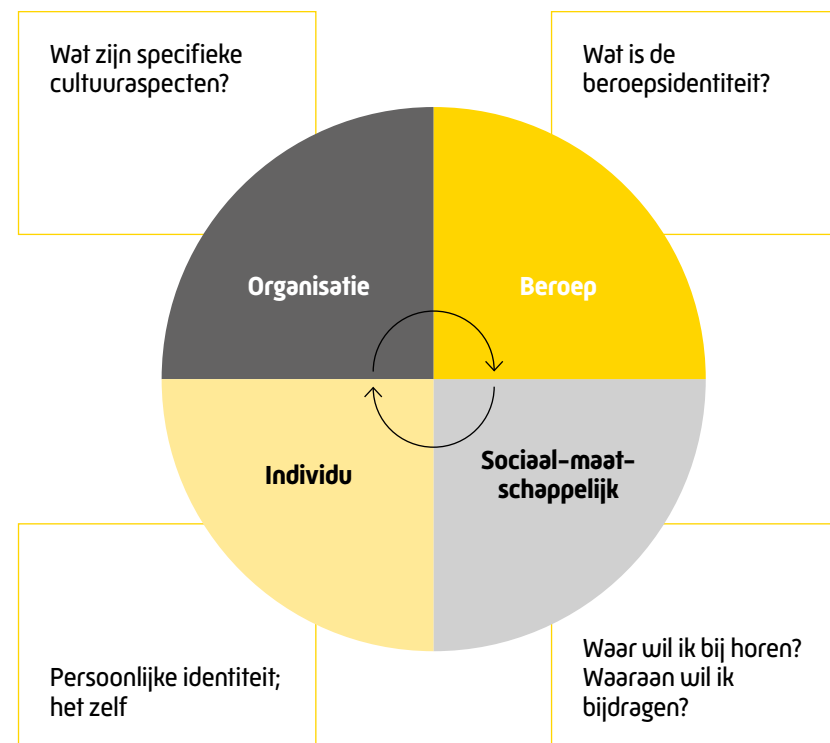 Wat zijn specifieke
cultuuraspecten?
Wat is de
beroepsidentiteit?
Organisatie
Beroep
Individu
Sociaal-maat-
schappelijk
Persoonlijke identiteit;
het zelf
Waar wil ik bij horen?
Waaraan wil ik
bijdragen?